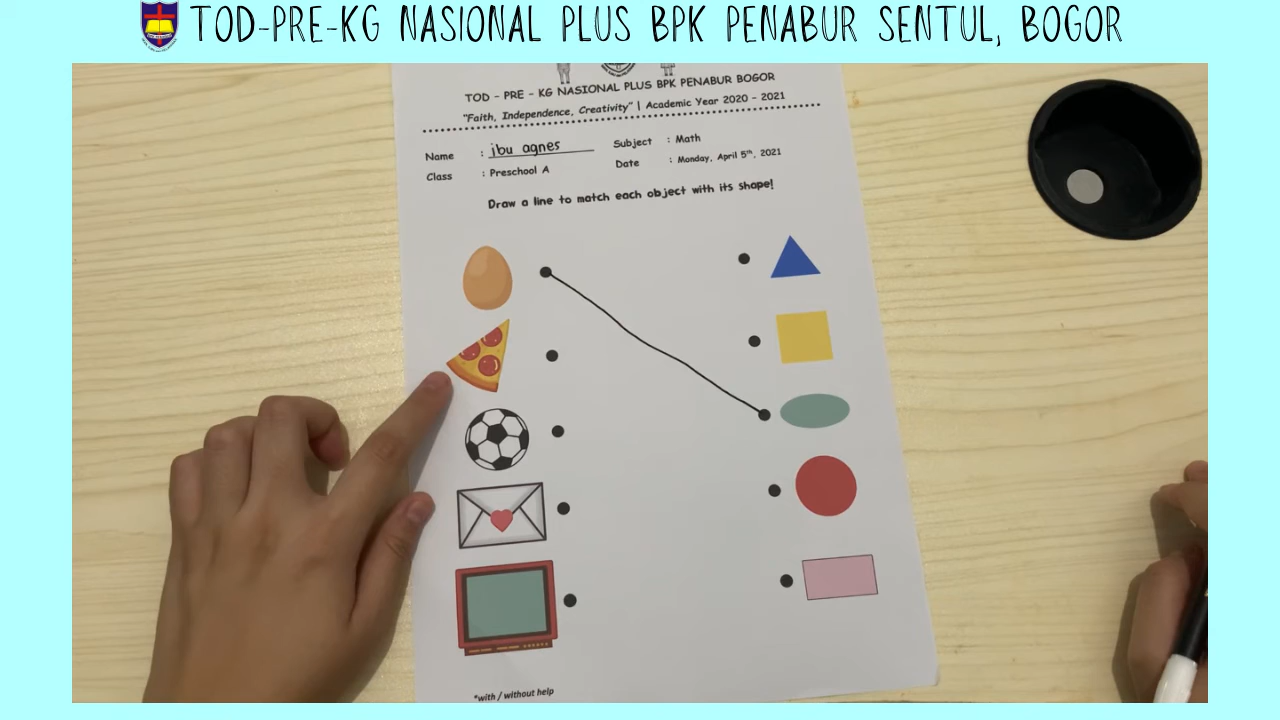 TOD-PRE-KG NASIONAL PLUS BPK PENABUR SENTUL, BOGOR
TOD - PRE - KG NASIONAL PLUS BPK PENABUR BOGOR
"Faith, Independence, Creativity" | Academic Year 2020 - 2021
Name : ibu agnes Subject : Math
Class : Preschool A Date : Monday, April 5th, 2021
Draw a line to match each object with its shape!
*with / without help